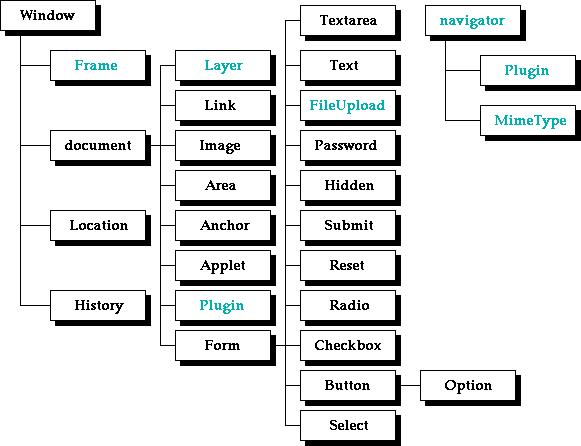 Window
Frame
document
Location
History
Layer
Link
Image
Area
Anchor
Applet
Plugin
Form
Textarea
Text
FileUpload
Password
Hidden
Submit
Reset
Radio
Checkbox
Button
Select
Option
navigator
Plugin
MimeType